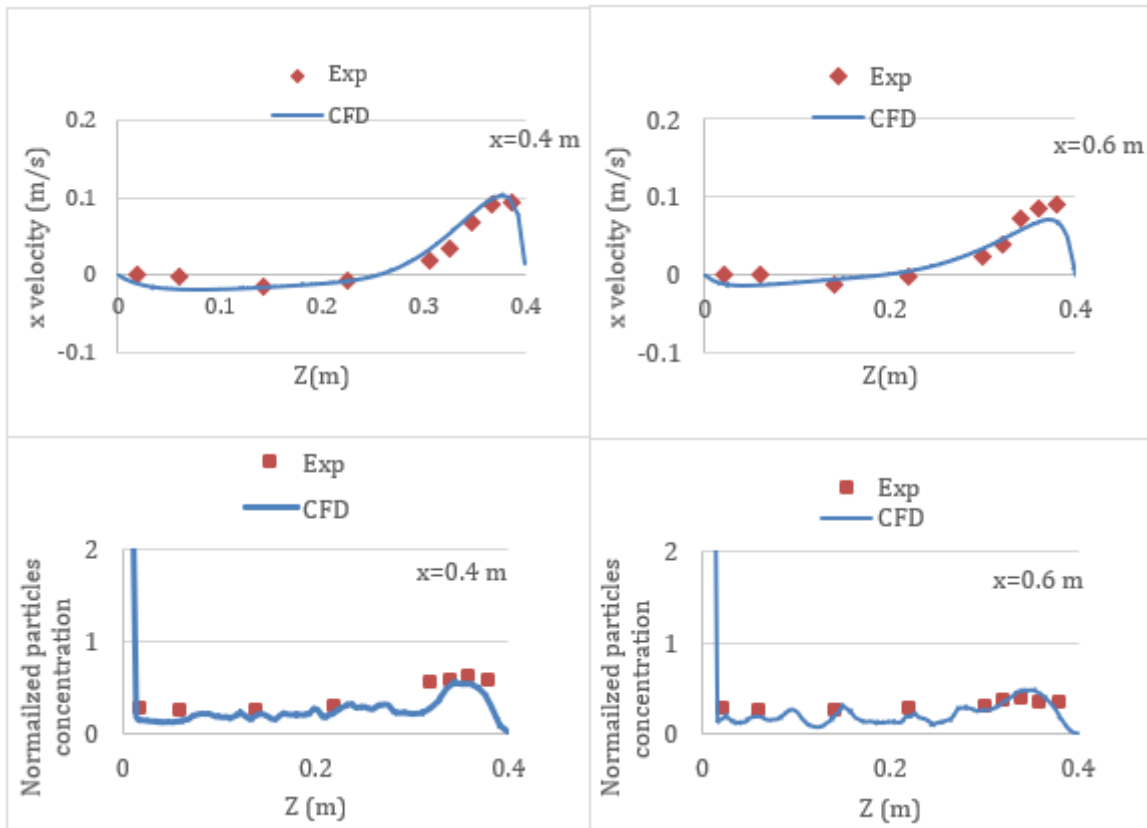 Exp
CFD
x=0.4 m
0.2
0.1
0
-0.1
0
0.1
0.2
0.3
0.4
x velocity (m/s)
Z(m)
Exp
CFD
x=0.6 m
0.2
0.1
0
-0.1
0
0.2
0.4
x velocity (m/s)
Z(m)
Exp
CFD
x=0.4 m
2
1
0
0
0.2
0.4
Normailzed particles
concentration
Z (m)
Exp
CFD
x=0.6 m
2
1
0
0
0.2
0.4
Normalized particles
concentration
Z (m)